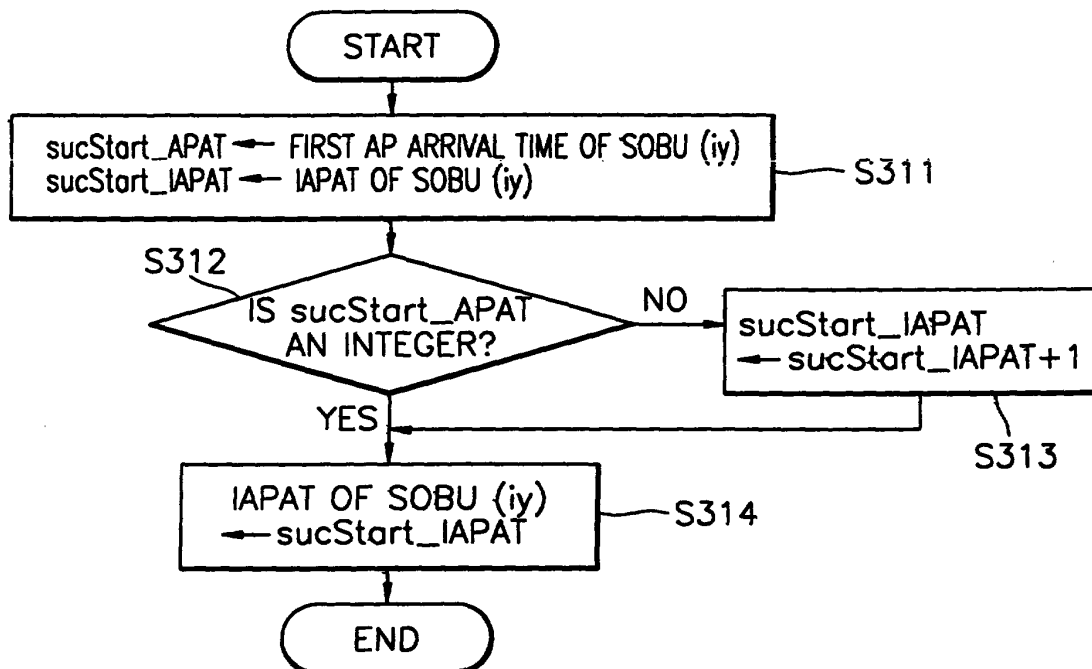 START
sucStart_APAT ← FIRST AP ARRIVAL TIME OF SOBU (iy)
sucStart_IAPAT ← IAPAT OF SOBU (iy)
S311
S312
IS sucStart_APAT
AN INTEGER?
NO
sucStart_IAPAT
← sucStart_IAPAT+1
S313
YES
IAPAT OF SOBU (iy)
← sucStart_IAPAT
S314
END